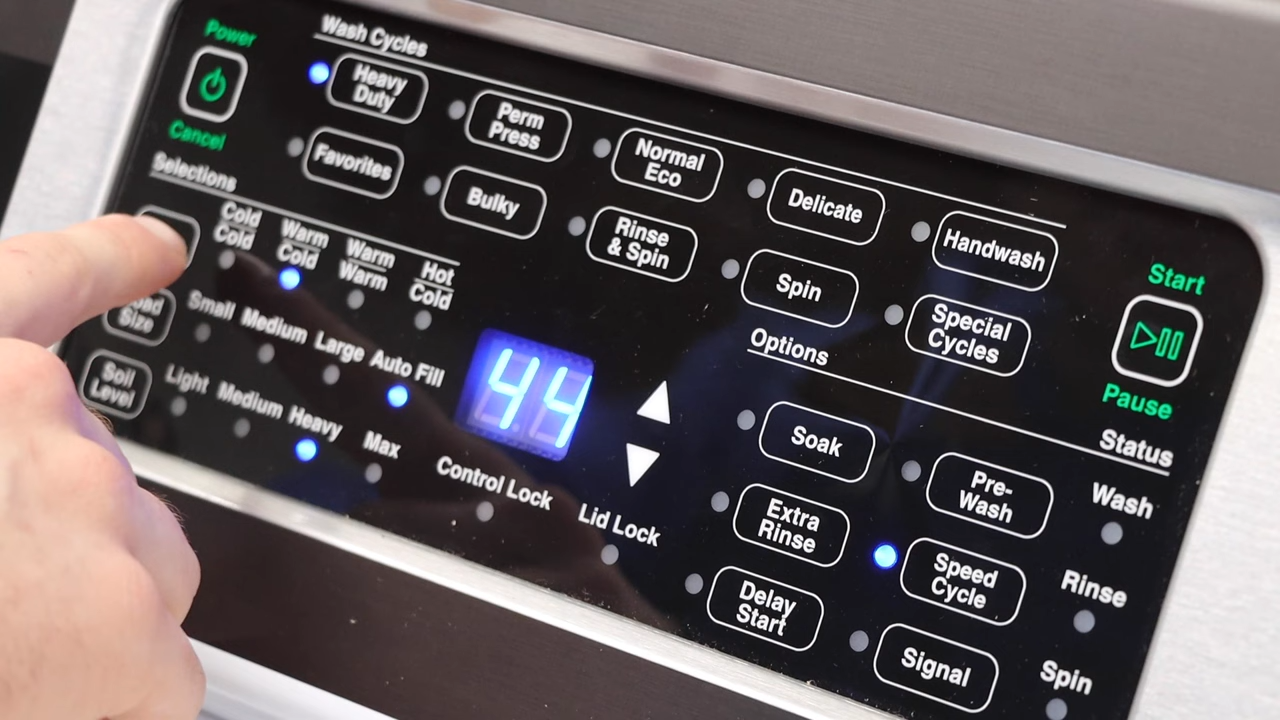 Power
Cancel
Wash Cycles
Heavy
Duty
Perm
Press
Normal
Eco
Delicate
Handwash
Favorites
Bulky
Rinse
& Spin
Spin
Special
Cycles
Selections
Cold
Cold
Warm
Cold
Warm
Warm
Hot
Cold
Load
Size
Small Medium Large Auto Fill
Soil
Level
Light Medium Heavy Max
44
Control Lock
Lid Lock
Options
Soak
Pre-
Wash
Extra
Rinse
Speed
Cycle
Delay
Start
Signal
Start
Pause
Status
Wash
Rinse
Spin